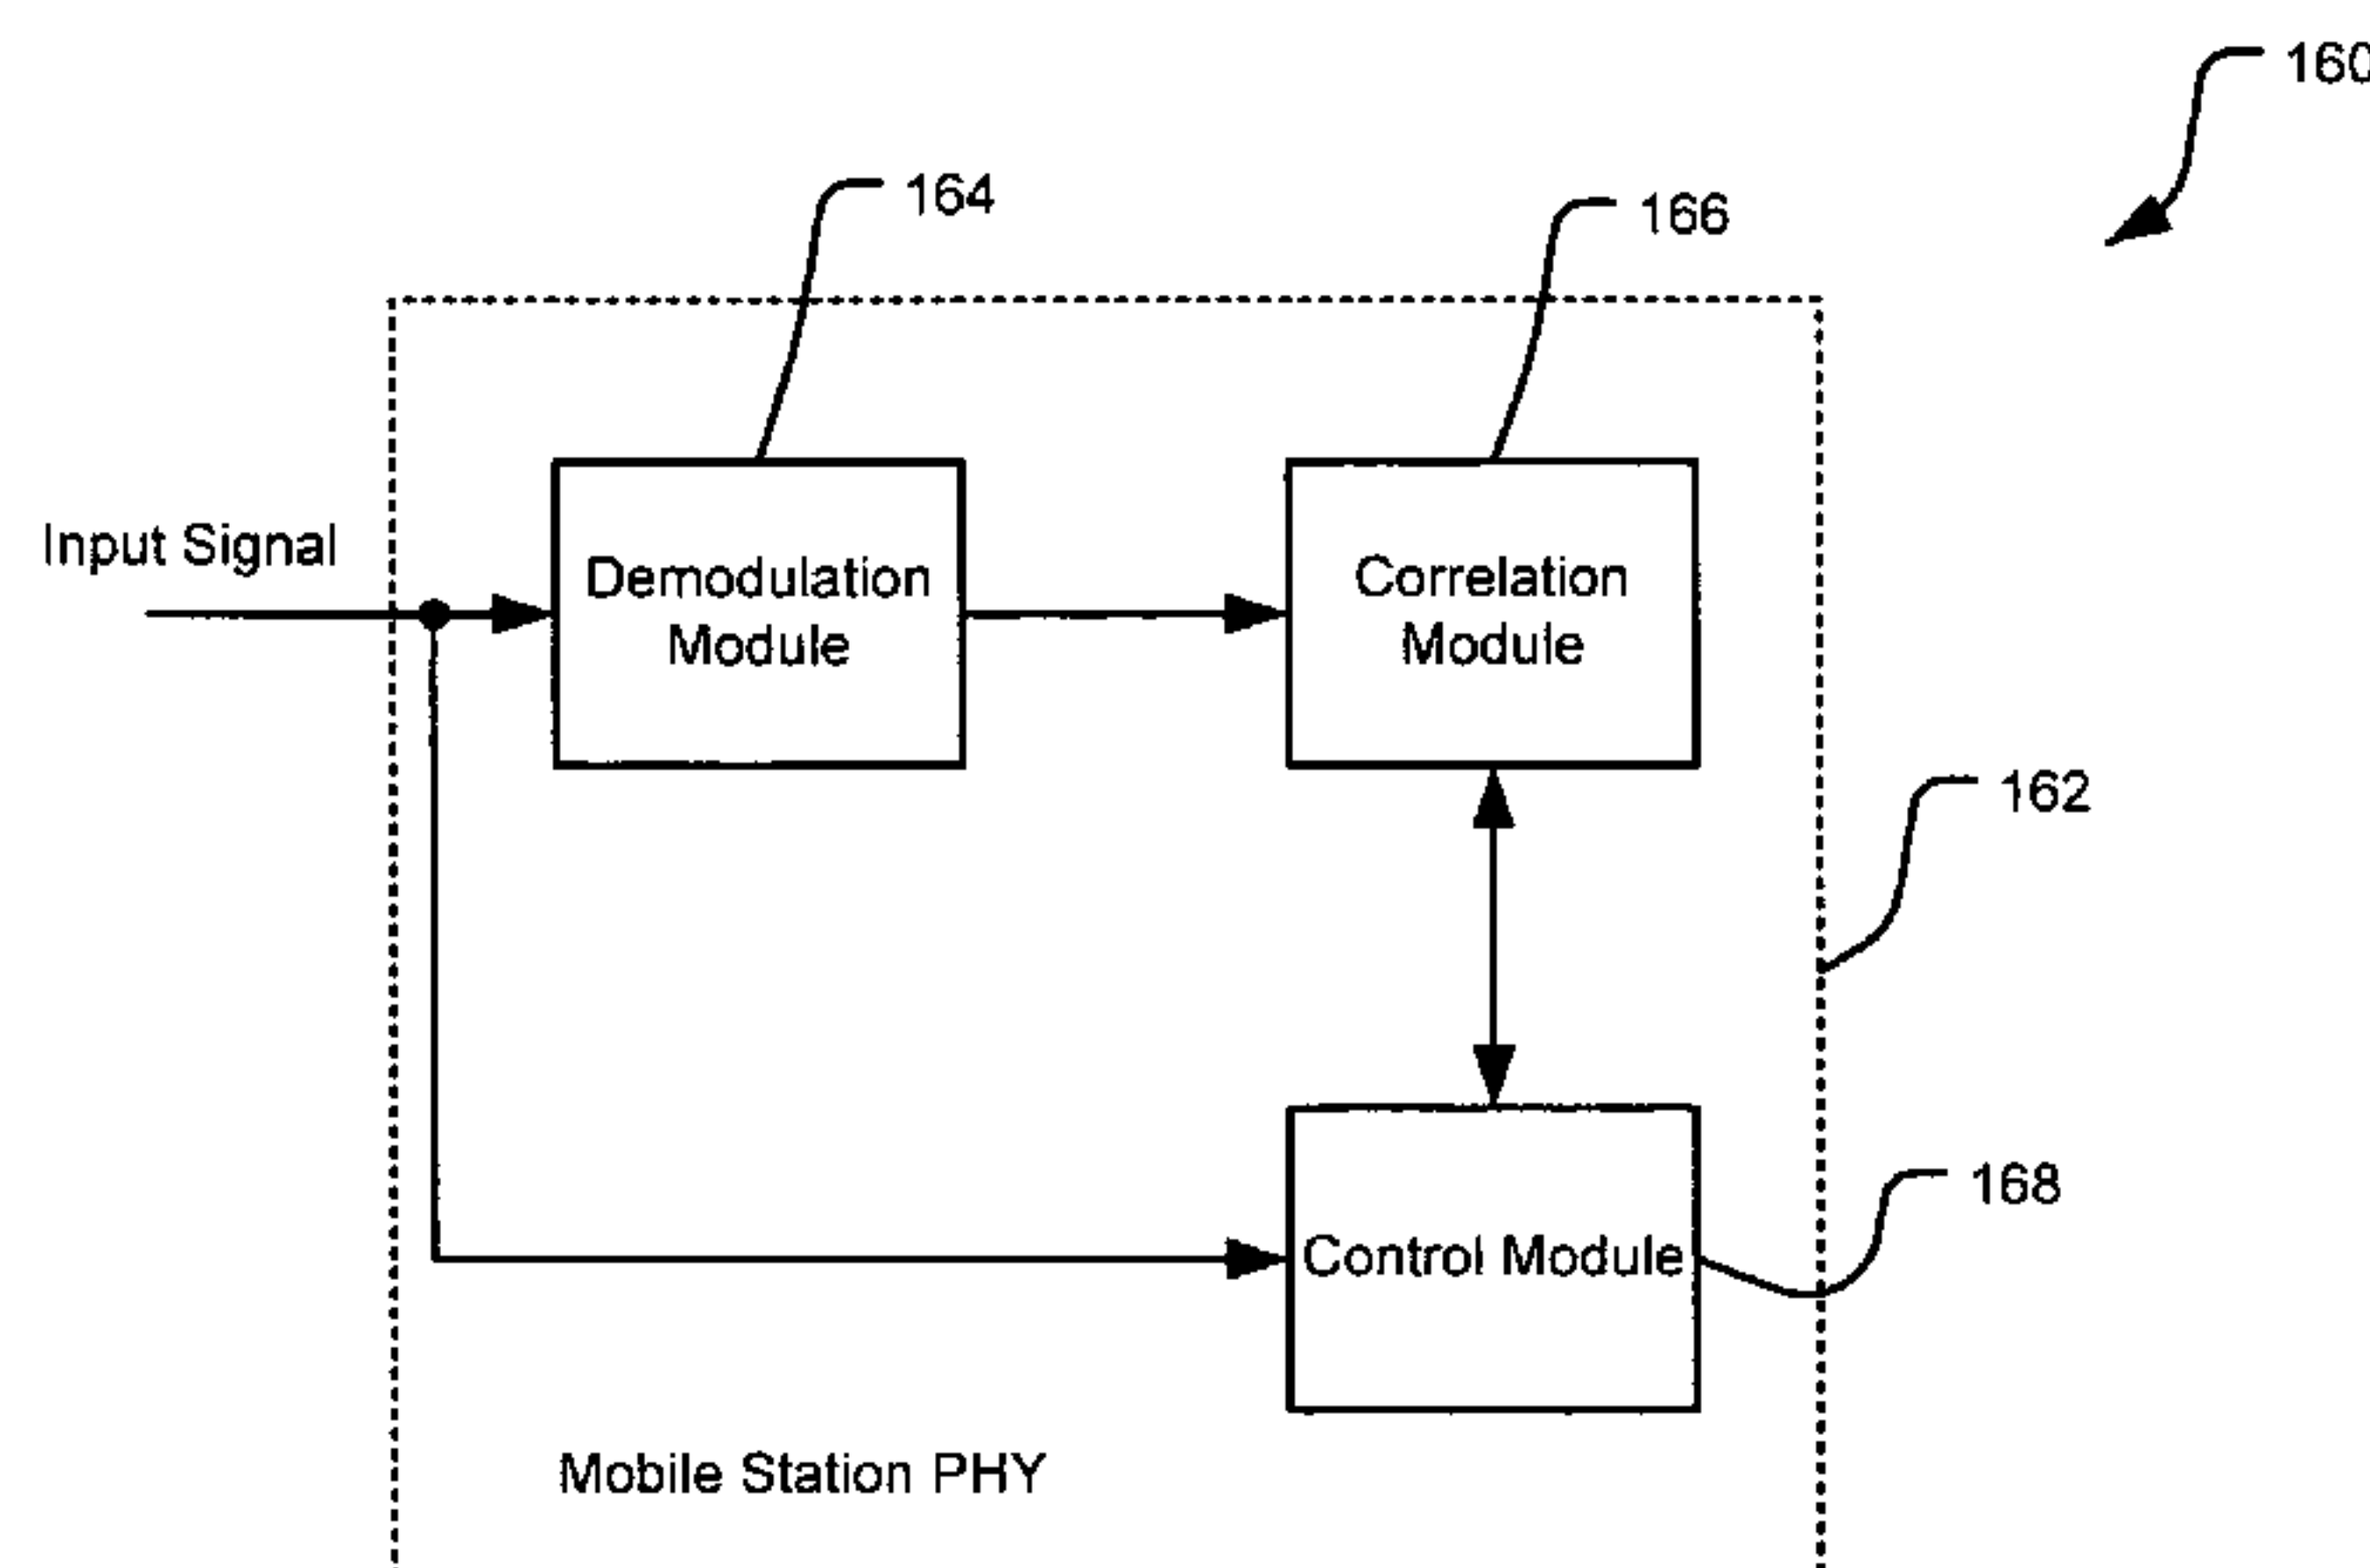 160
164
166
Input Signal
Demodulation
Module
Correlation
Module
162
168
Control Module
Mobile Station PHY